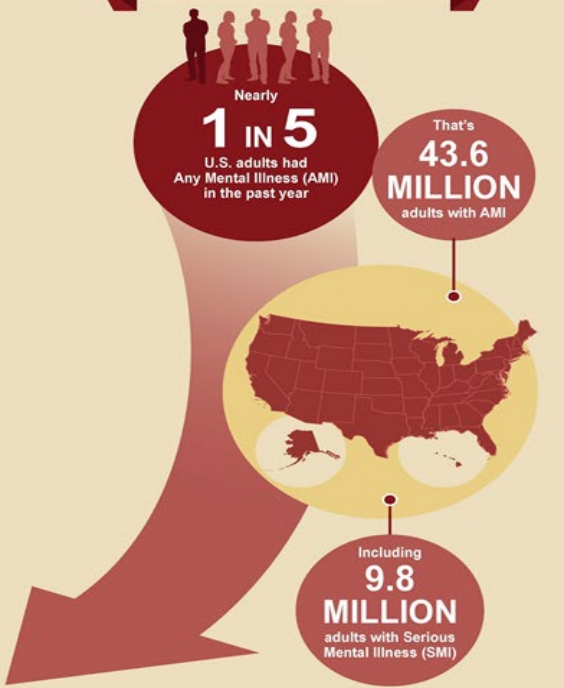 Nearly
1 IN 5
U.S. adults had
Any Mental Illness (AMI)
in the past year
That's
43.6
MILLION
adults with AMI
Including
9.8
MILLION
adults with Serious
Mental Illness (SMI)